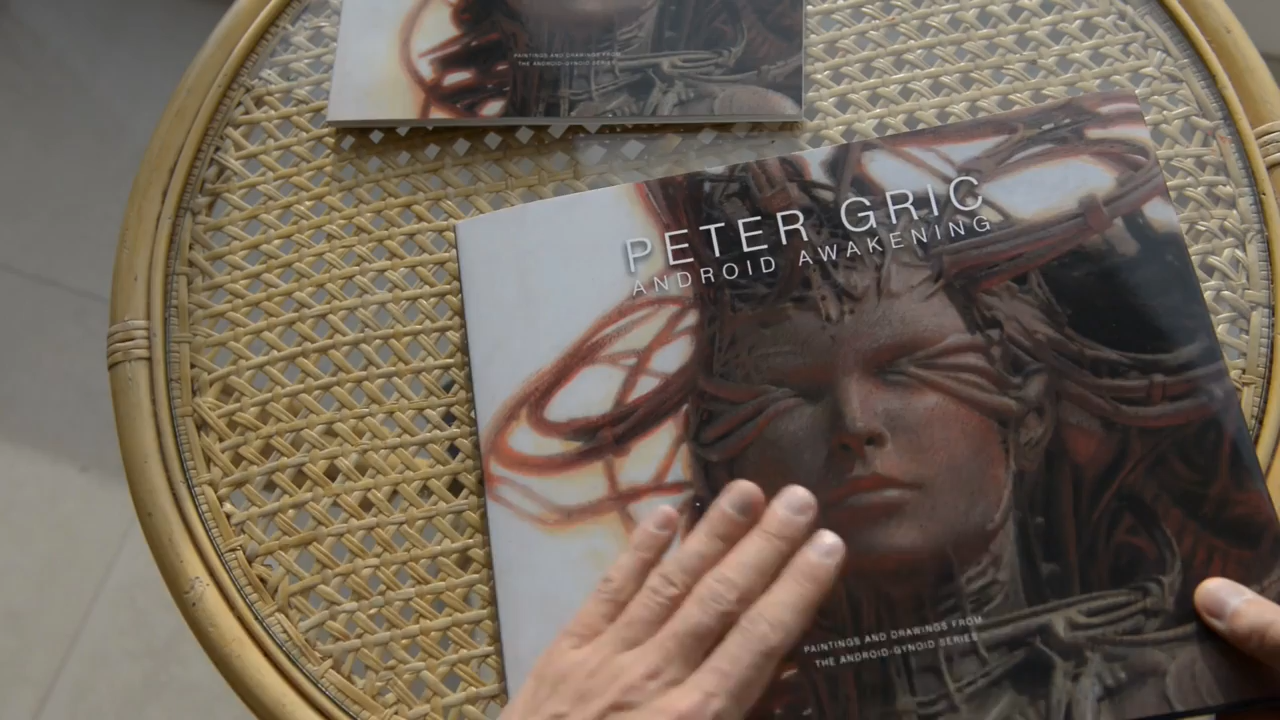 PAINTINGS AND DRAWINGS FROM
THE ANDROID-GYNOID SERIES
PETER GRIC
ANDROID AWAKENING
PAINTINGS AND DRAWINGS FROM
THE ANDROID-GYNOID SERIES